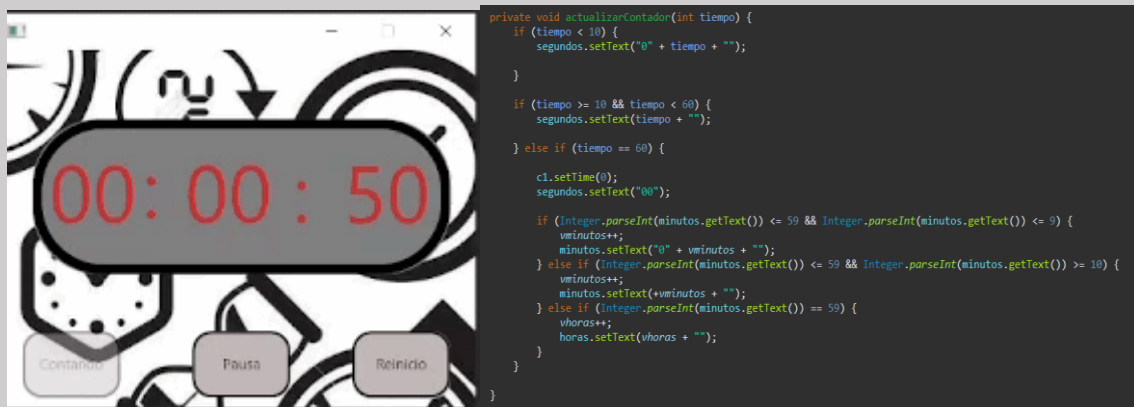 00: 00 : 50
Contando
Pausa
Reinicio
private void actualizarContador(int tiempo) {
if (tiempo < 10) {
segundos.setText("0" + tiempo + "");
}
if (tiempo >= 10 && tiempo < 60) {
segundos.setText(tiempo + "");
} else if (tiempo == 60) {
c1.setTime(0);
segundos.setText("00");
if (Integer.parseInt(minutos.getText()) <= 59 && Integer.parseInt(minutos.getText()) <= 9) {
vminutos++;
minutos.setText("0" + vminutos + "");
} else if (Integer.parseInt(minutos.getText()) <= 59 && Integer.parseInt(minutos.getText()) >= 10) {
vminutos++;
minutos.setText(+vminutos + "");
} else if (Integer.parseInt(minutos.getText()) == 59) {
vhoras++;
horas.setText(vhoras + "");
}
}
}